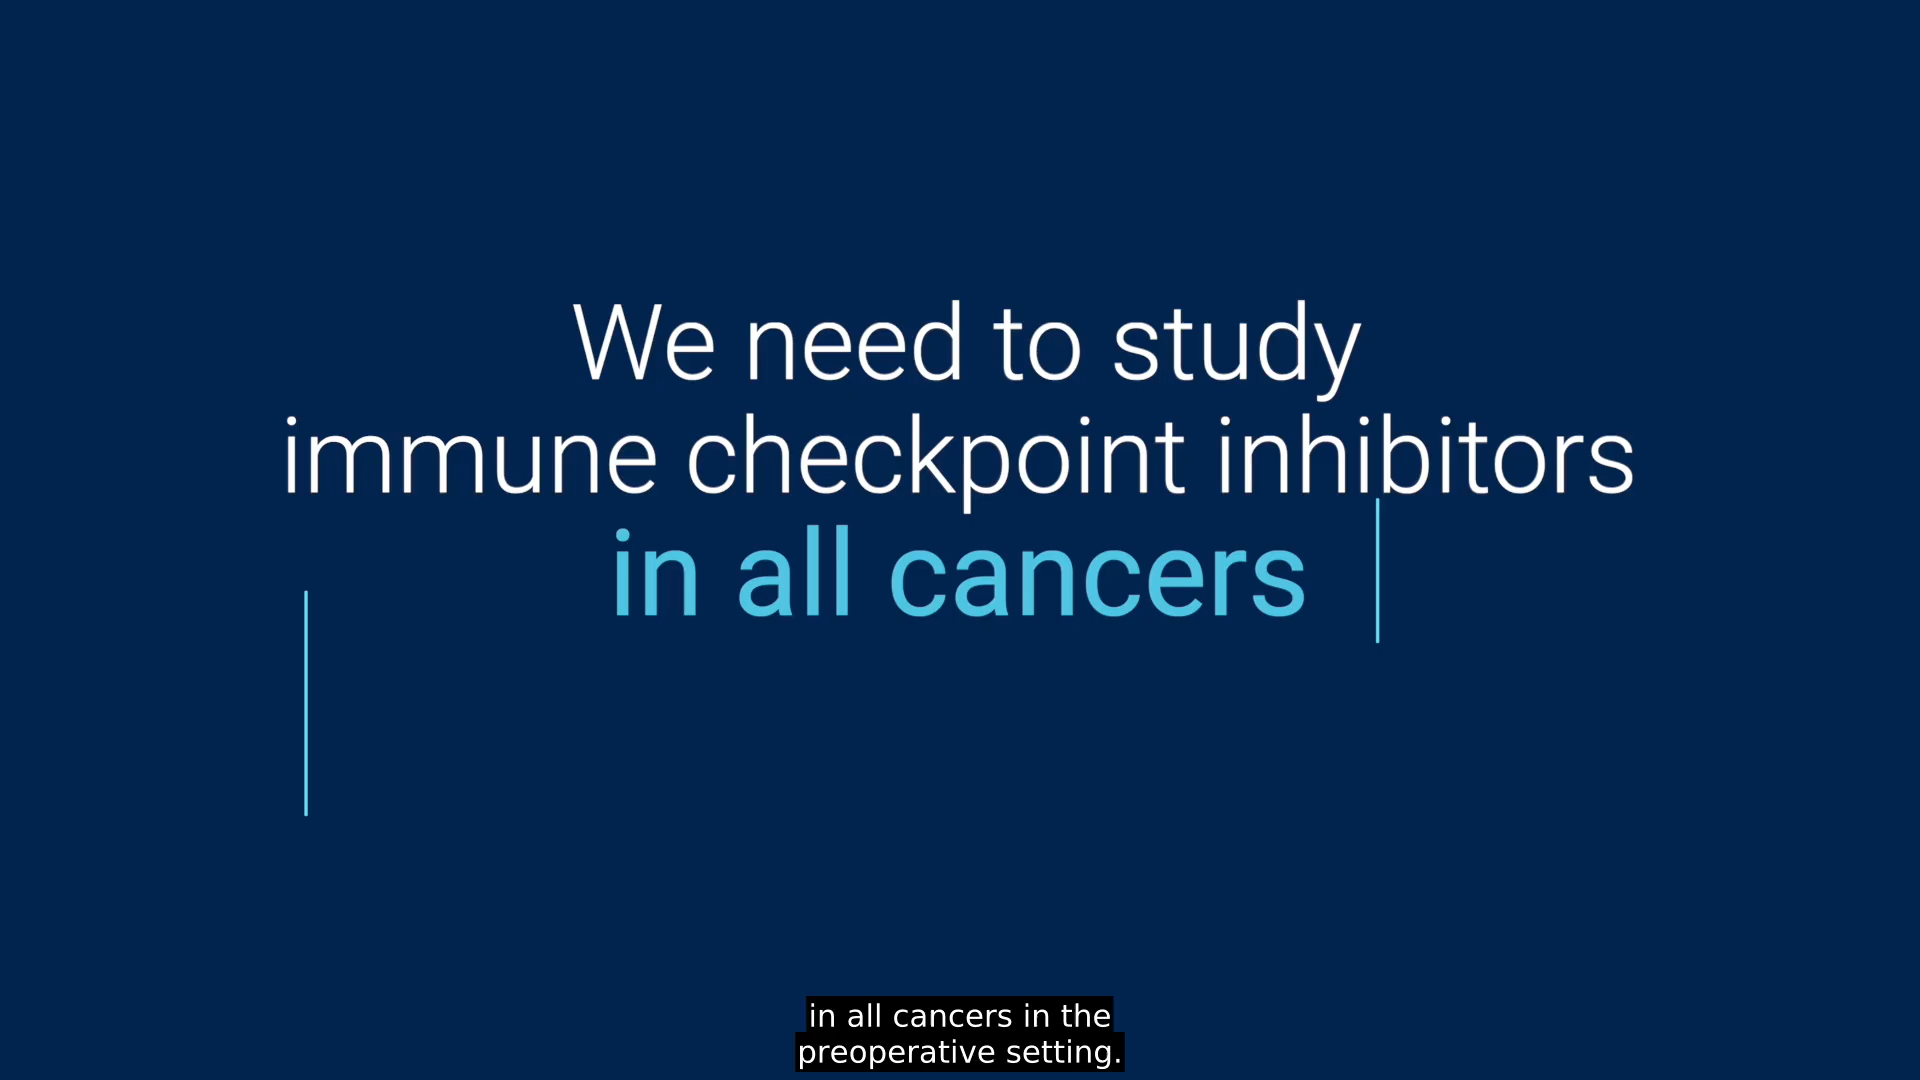 We need to study
immune checkpoint inhibitors
in all cancers
in all cancers in the
preoperative setting.